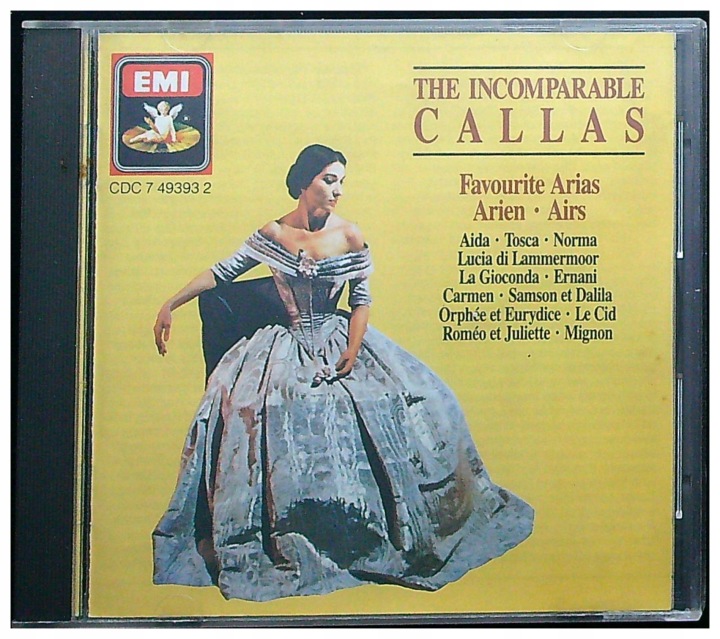 EMI
CDC 7 49393 2
THE INCOMPARABLE
CALLAS
Favourite Arias
Arien · Airs
Aida · Tosca · Norma
Lucia di Lammermoor
La Gioconda · Ernani
Carmen · Samson et Dalila
Orphée et Eurydice · Le Cid
Roméo et Juliette · Mignon